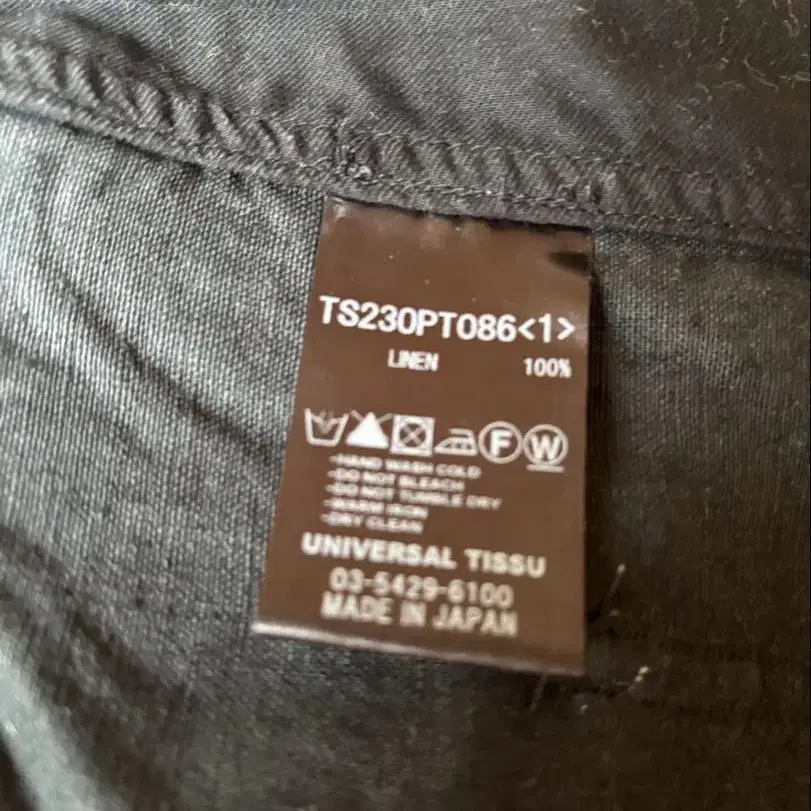 TS230PT086<1>
LINEN 100%
F W
-HAND WASH COLD
-DO NOT BLEACH
-DO NOT TUMBLE DRY
-WARM IRON
-DRY CLEAN
UNIVERSAL TISSU
03-5429-6100
MADE IN JAPAN